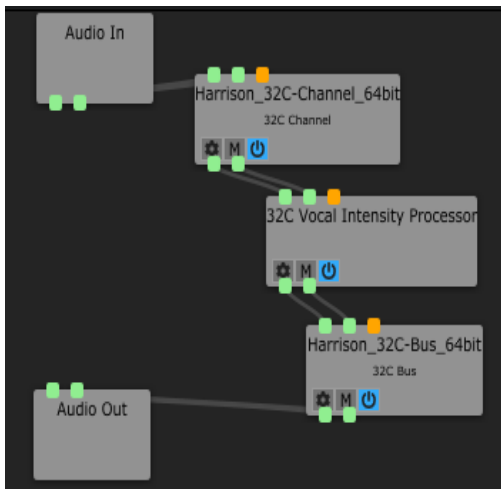 Audio In
Harrison_32C-Channel_64bit
32C Channel
M
32C Vocal Intensity Processor
M
Harrison_32C-Bus_64bit
32C Bus
M
Audio Out